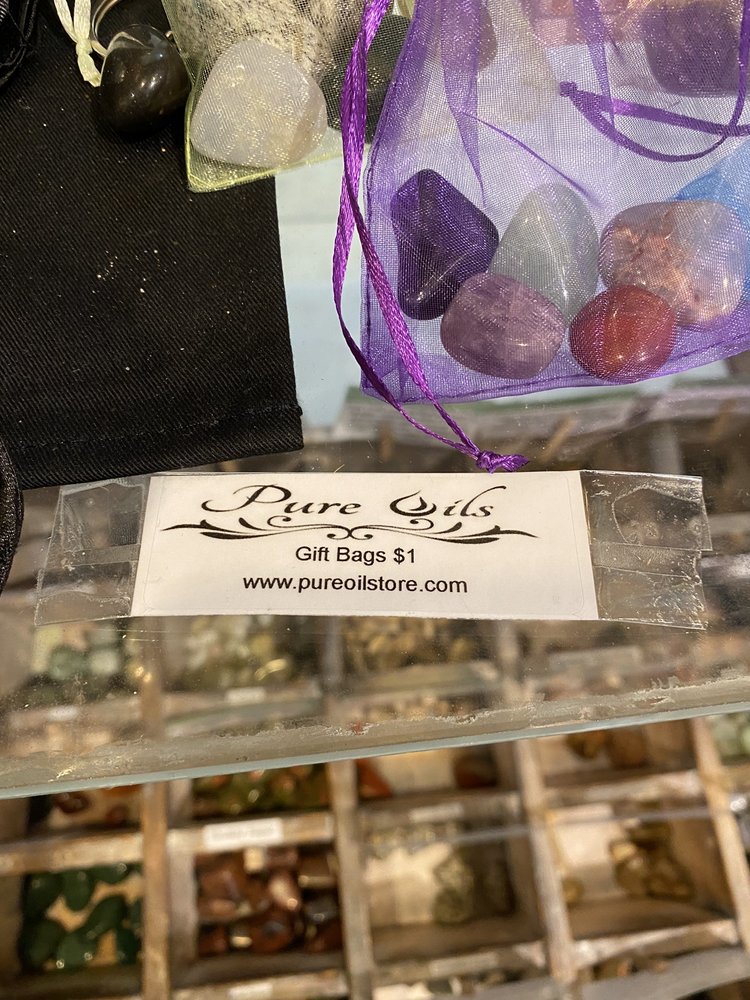 Pure Oils
Gift Bags $1
www.pureoilstore.com